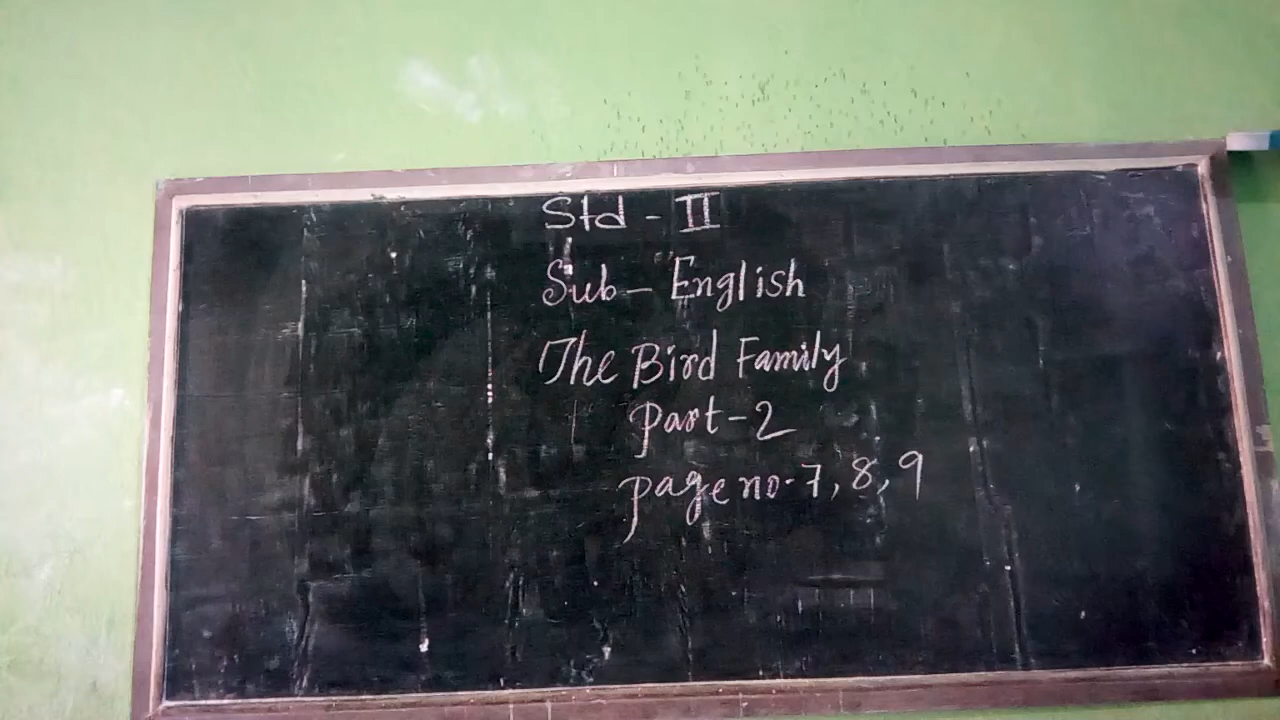 Std - II
Sub - English
The Bird Family
Part - 2
page no. 7, 8, 9